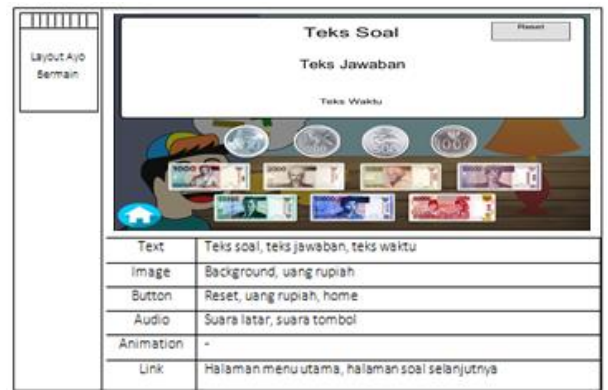 Layout Ayo
Bermain
Teks Soal
Teks Jawaban
Teks Waktu
500
1000
Text Teks soal, teks jawaban, teks waktu
Image Background, uang rupiah
Button Reset, uang rupiah, home
Audio Suara latar, suara tombol
Animation -
Link Halaman menu utama, halaman soal selanjutnya